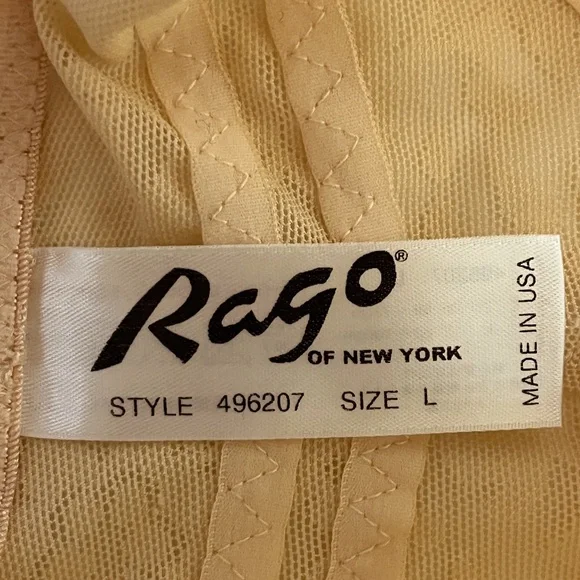 Rago®
OF NEW YORK
STYLE 496207 SIZE L
MADE IN USA